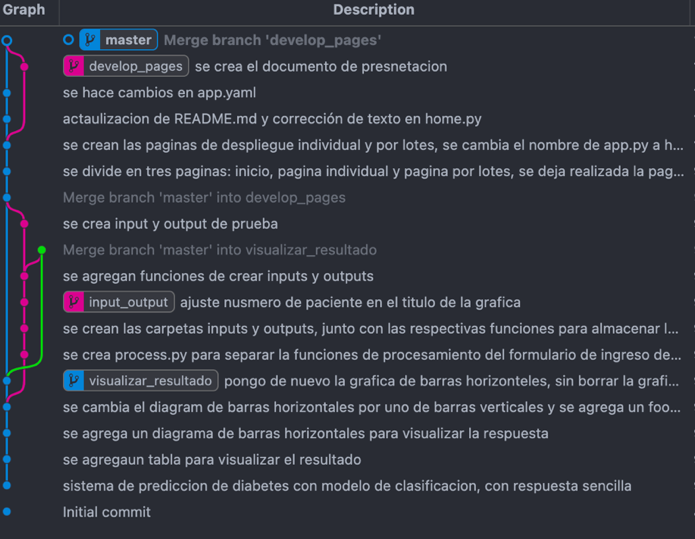 Graph Description
master Merge branch 'develop_pages'
develop_pages se crea el documento de presnetacion
se hace cambios en app.yaml
actaulizacion de README.md y corrección de texto en home.py
se crean las paginas de despliegue individual y por lotes, se cambia el nombre de app.py a h...
se divide en tres paginas: inicio, pagina individual y pagina por lotes, se deja realizada la pag...
Merge branch 'master' into develop_pages
se crea input y output de prueba
Merge branch 'master' into visualizar_resultado
se agregan funciones de crear inputs y outputs
input_output ajuste nusmero de paciente en el titulo de la grafica
se crean las carpetas inputs y outputs, junto con las respectivas funciones para almacenar l...
se crea process.py para separar la funciones de procesamiento del formulario de ingreso de...
visualizar_resultado pongo de nuevo la grafica de barras horizonteles, sin borrar la grafi...
se cambia el diagram de barras horizontales por uno de barras verticales y se agrega un foo...
se agrega un diagrama de barras horizontales para visualizar la respuesta
se agregaun tabla para visualizar el resultado
sistema de prediccion de diabetes con modelo de clasificacion, con respuesta sencilla
Initial commit